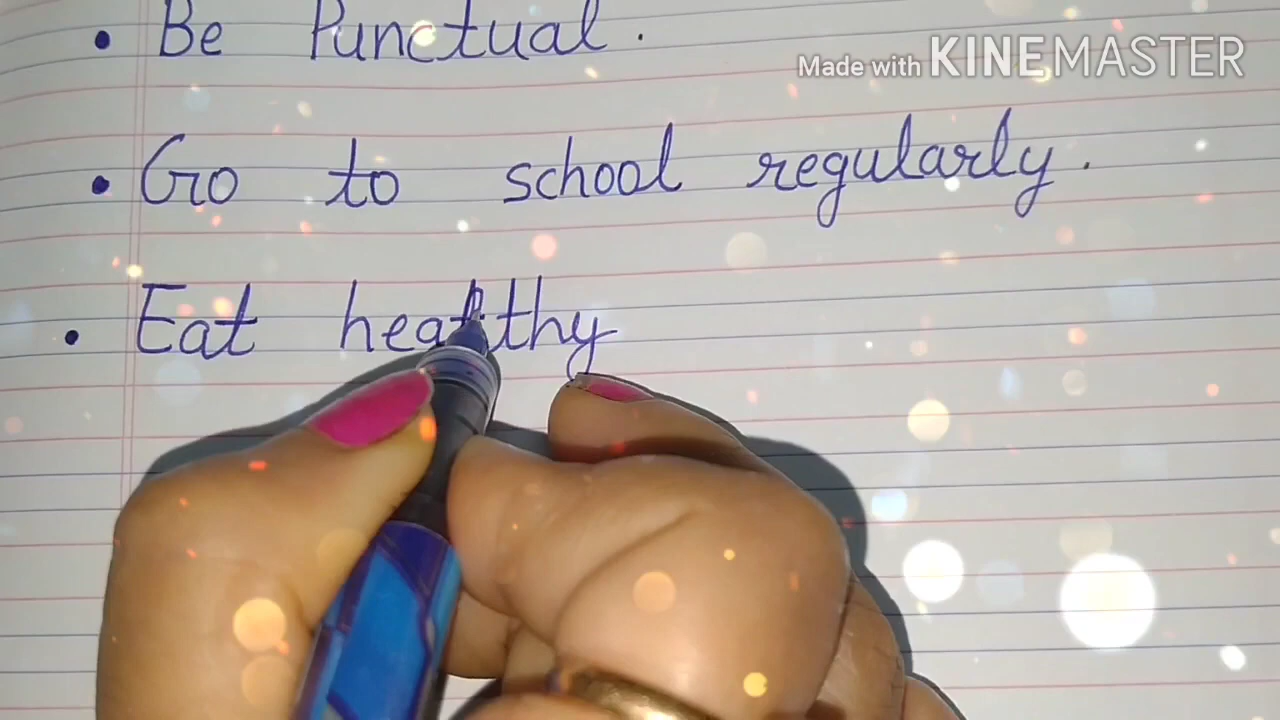 • Be Punctual.
Made with KINEMASTER
• Go to school regularly.
• Eat healthy